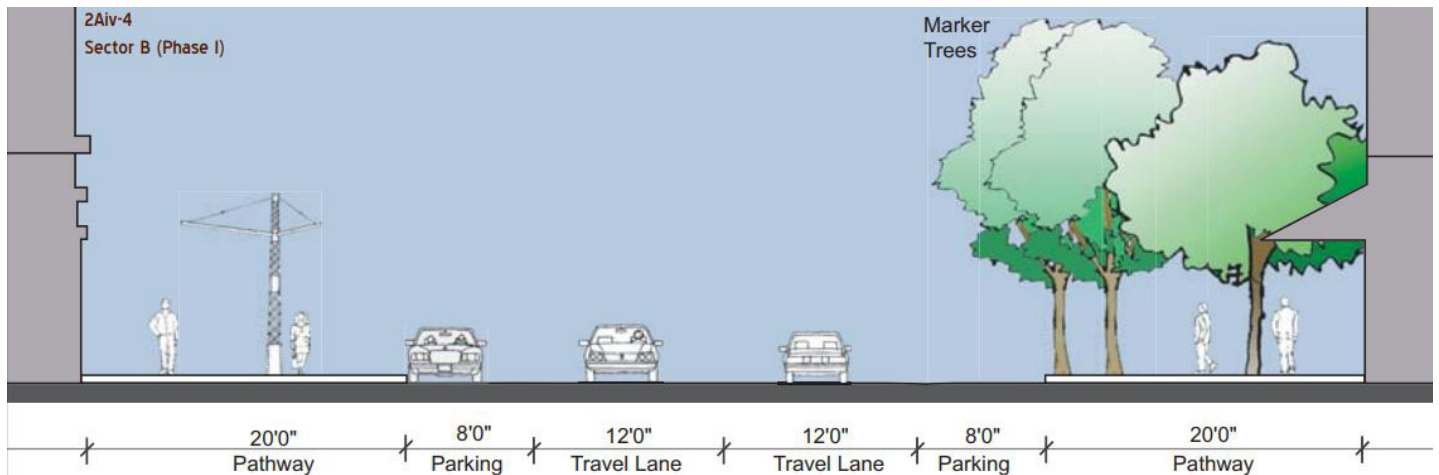 2Aiv-4
Sector B (Phase I)
Marker
Trees
20'0" 8'0" 12'0" 12'0" 8'0" 20'0"
Pathway Parking Travel Lane Travel Lane Parking Pathway